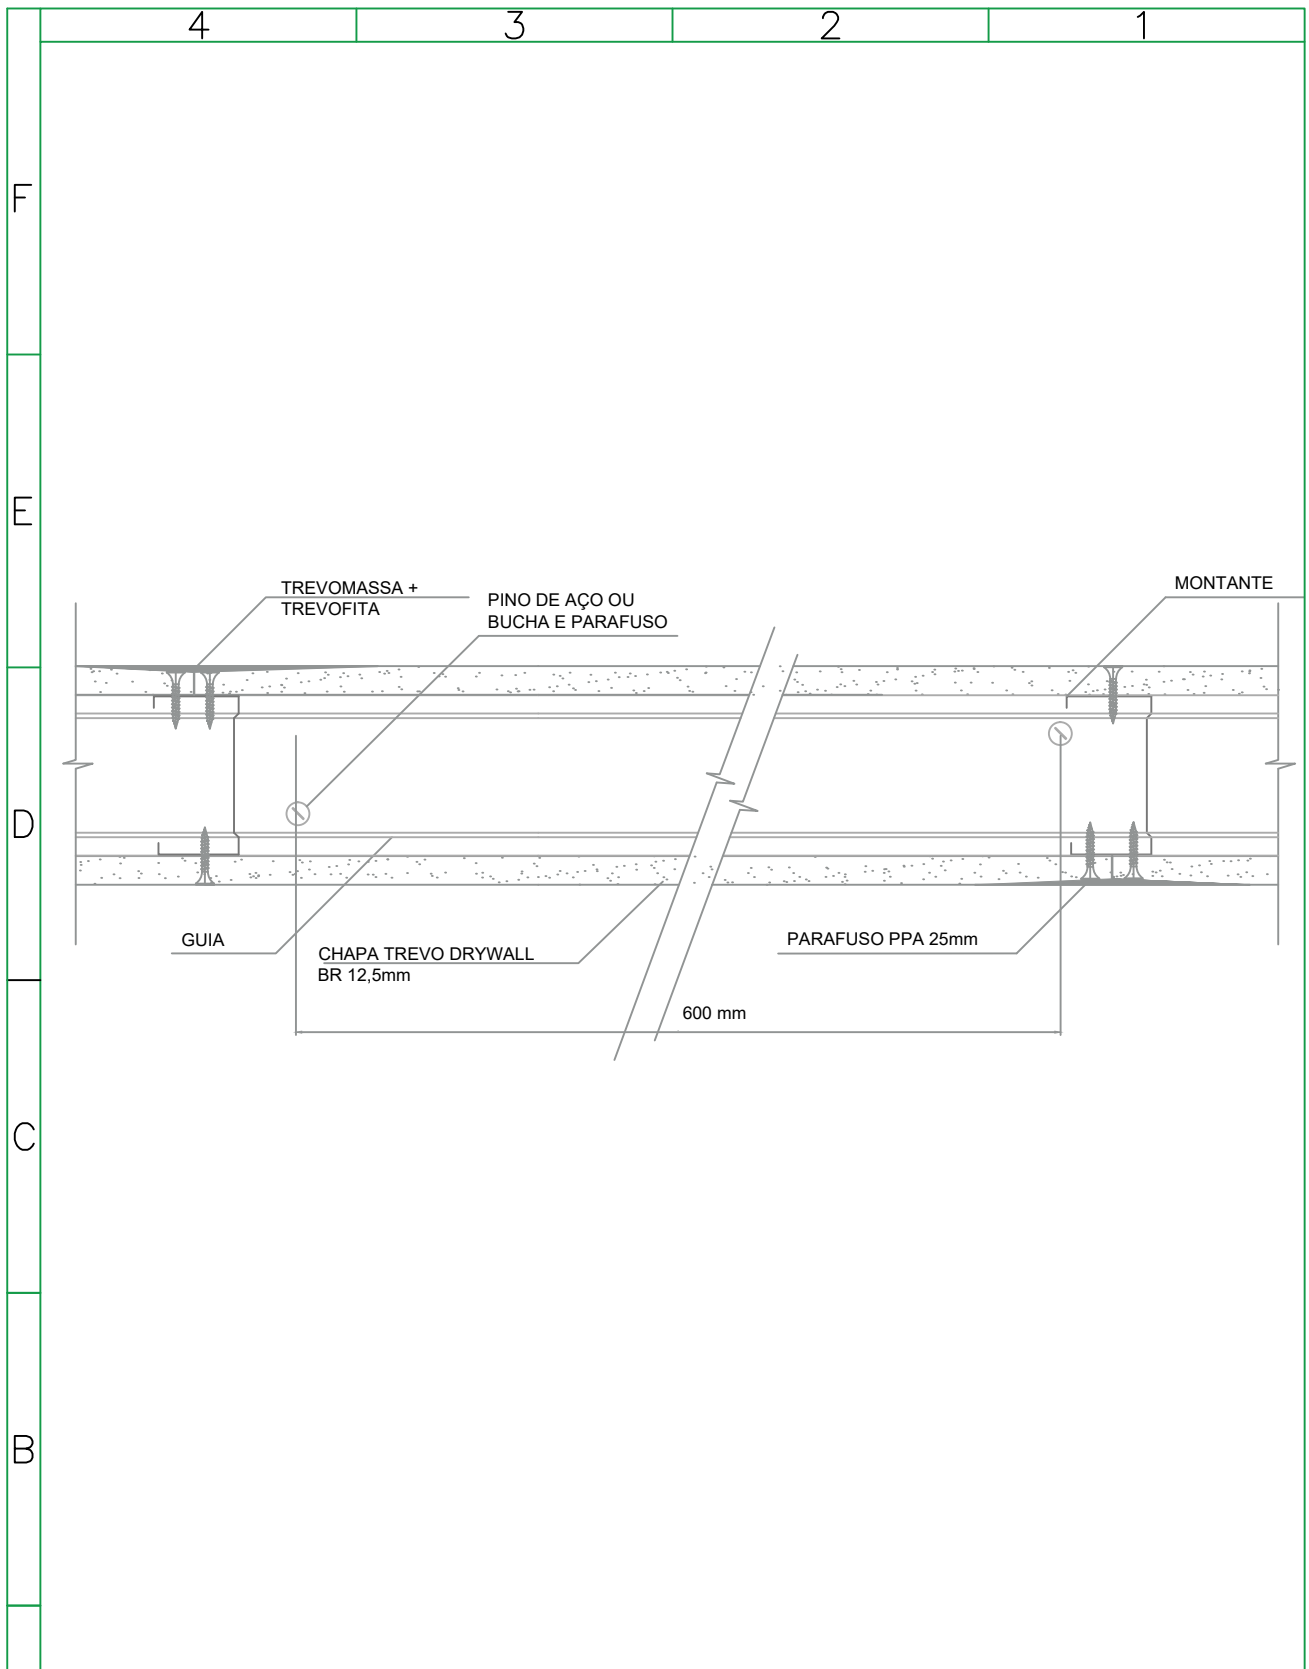 4 3 2 1
F
E
TREVOMASSA +
TREVOFITA
PINO DE AÇO OU
BUCHA E PARAFUSO
MONTANTE
D
GUIA
CHAPA TREVO DRYWALL
BR 12,5mm
PARAFUSO PPA 25mm
600 mm
C
B